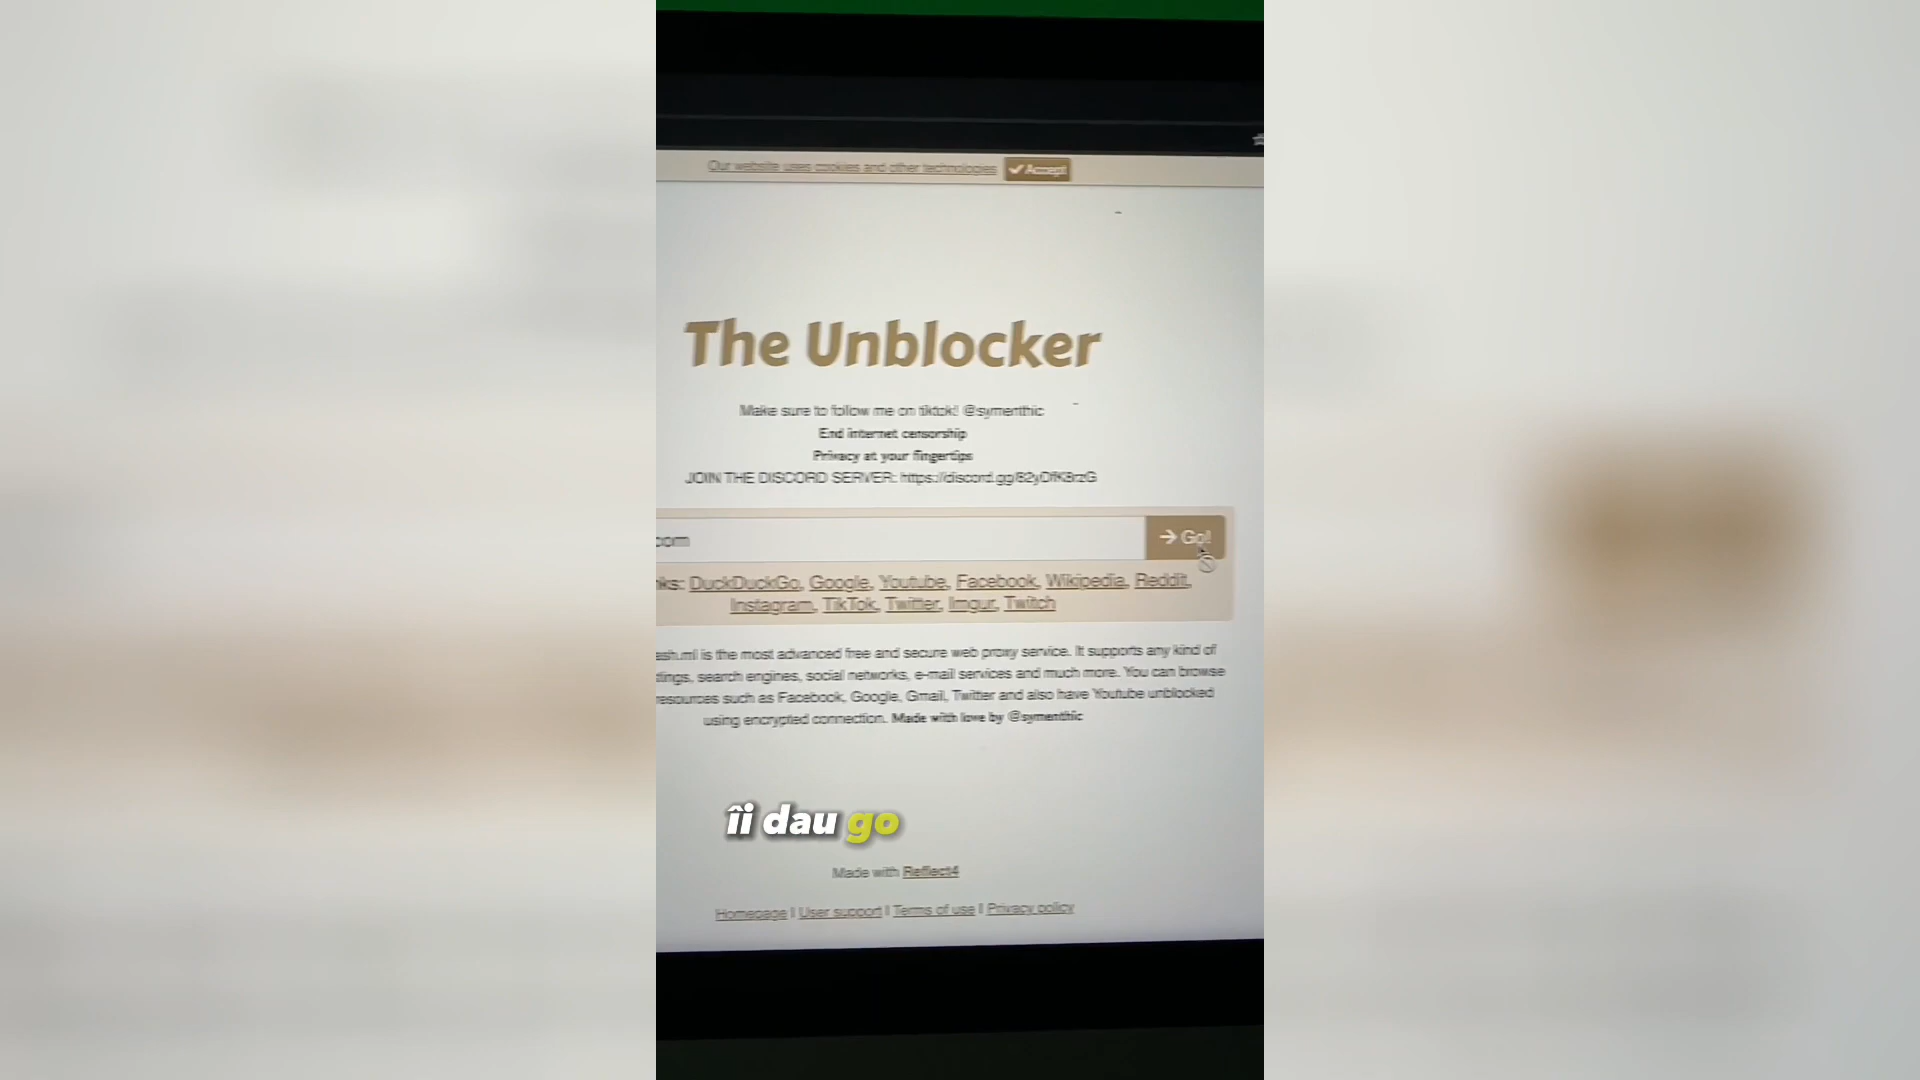 Our website uses cookies and other technologies
Accept
The Unblocker
Make sure to follow me on tiktok! @symenthic
End internet censorship
Privacy at your fingertips
JOIN THE DISCORD SERVER:
com
Go!
DuckDuckGo, Google, Youtube, Facebook, Wikipedia, Reddit,
Instagram, TikTok, Twitter, Imgur, Twitch
is the most advanced free and secure web proxy service. It supports any kind of
search engines, social networks, e-mail services and much more. You can browse
resources such as Facebook, Google, Gmail, Twitter and also have Youtube unblocked
using encrypted connection. Made with love by @symenthic
îi dau go
Made with Reflect4
Homepage | User support | Terms of use | Privacy policy